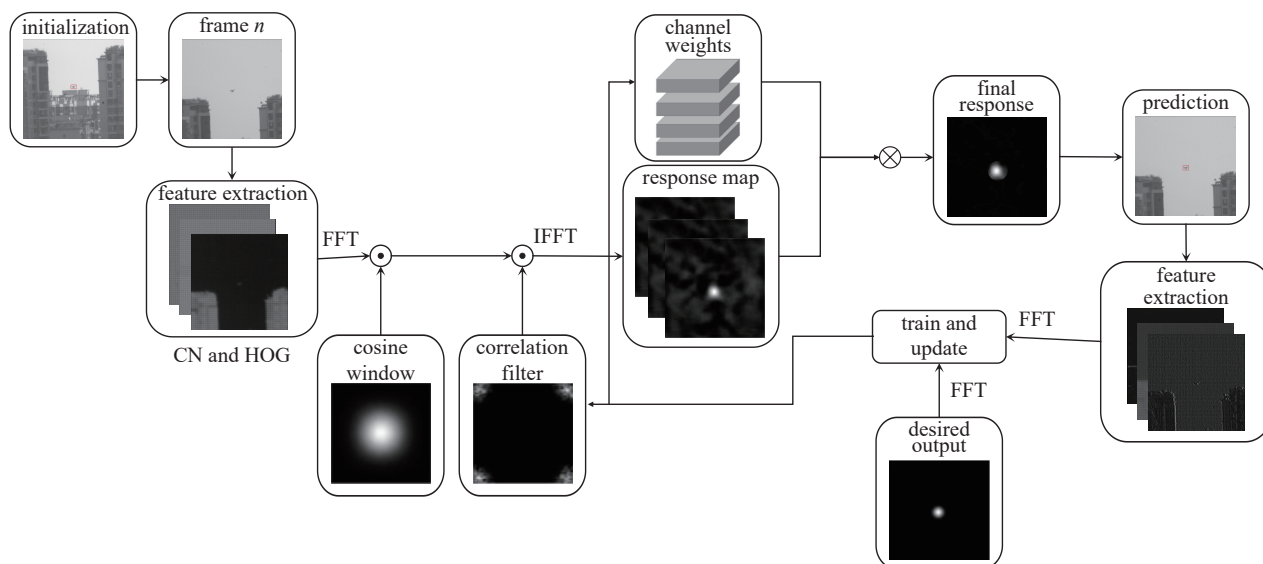 initialization
frame n
channel
weights
final
response
prediction
feature extraction
FFT
IFFT
response map
CN and HOG
cosine
window
correlation
filter
train and
update
FFT
feature
extraction
FFT
desired
output